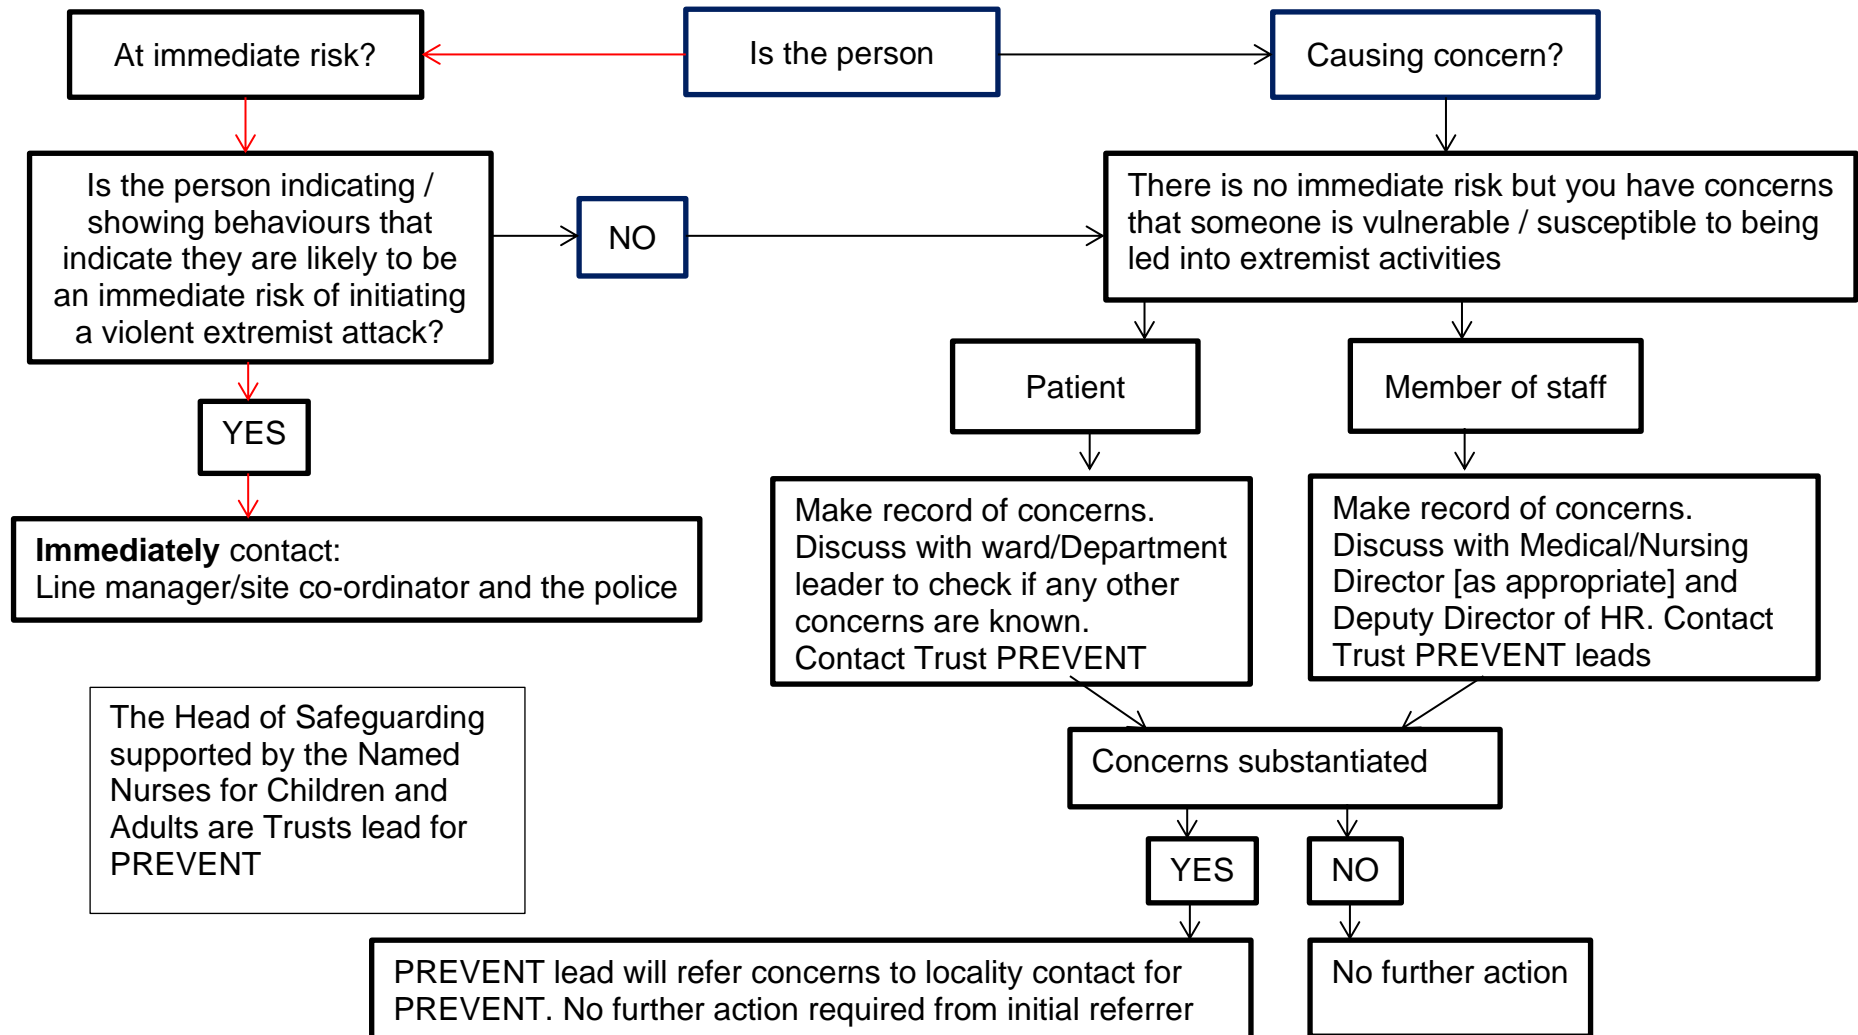 At immediate risk?
Is the person
Causing concern?
Is the person indicating /
showing behaviours that
indicate they are likely to be
an immediate risk of initiating
a violent extremist attack?
NO
There is no immediate risk but you have concerns
that someone is vulnerable / susceptible to being
led into extremist activities
YES
Patient
Member of staff
Immediately contact:
Line manager/site co-ordinator and the police
Make record of concerns.
Discuss with ward/Department
leader to check if any other
concerns are known.
Contact Trust PREVENT
Make record of concerns.
Discuss with Medical/Nursing
Director [as appropriate] and
Deputy Director of HR. Contact
Trust PREVENT leads
The Head of Safeguarding
supported by the Named
Nurses for Children and
Adults are Trusts lead for
PREVENT
Concerns substantiated
YES
NO
PREVENT lead will refer concerns to locality contact for
PREVENT. No further action required from initial referrer
No further action